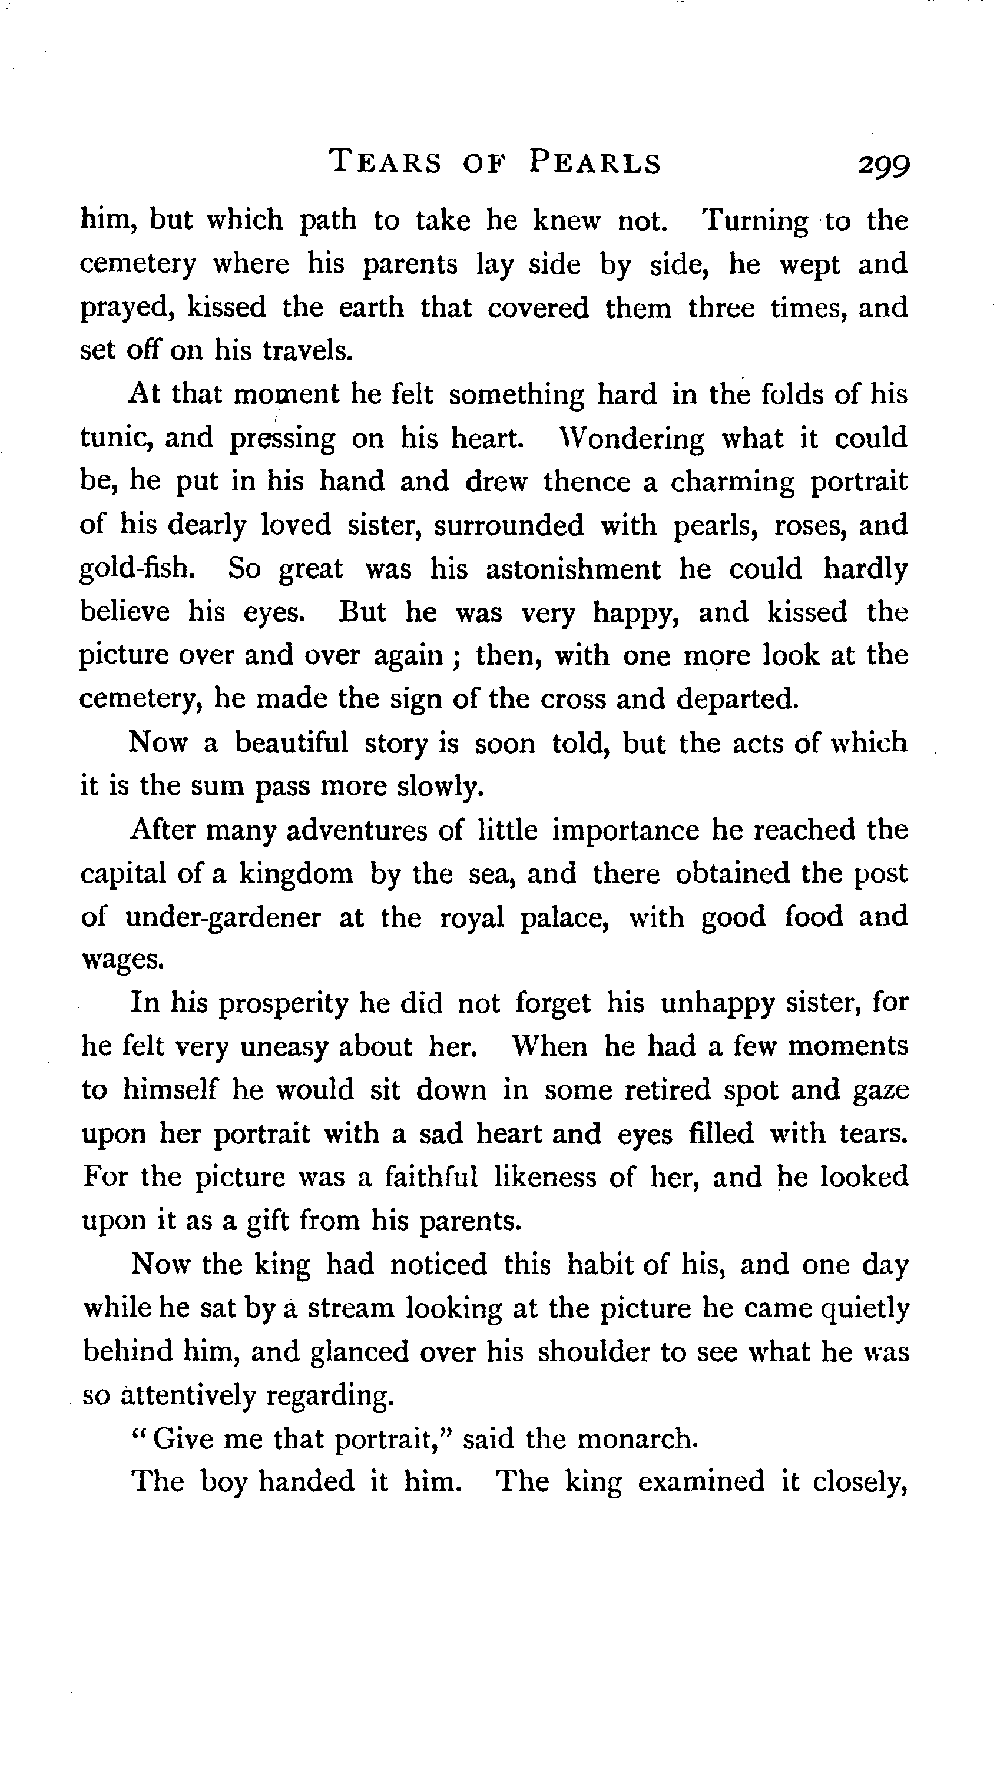 TEARS OF PEARLS 299
him, but which path to take he knew not. Turning to the
cemetery where his parents lay side by side, he wept and
prayed, kissed the earth that covered them three times, and
set off on his travels.
At that moment he felt something hard in the folds of his
tunic, and pressing on his heart. Wondering what it could
be, he put in his hand and drew thence a charming portrait
of his dearly loved sister, surrounded with pearls, roses, and
gold-fish. So great was his astonishment he could hardly
believe his eyes. But he was very happy, and kissed the
picture over and over again ; then, with one more look at the
cemetery, he made the sign of the cross and departed.
Now a beautiful story is soon told, but the acts of which
it is the sum pass more slowly.
After many adventures of little importance he reached the
capital of a kingdom by the sea, and there obtained the post
of under-gardener at the royal palace, with good food and
wages.
In his prosperity he did not forget his unhappy sister, for
he felt very uneasy about her. When he had a few moments
to himself he would sit down in some retired spot and gaze
upon her portrait with a sad heart and eyes filled with tears.
For the picture was a faithful likeness of her, and he looked
upon it as a gift from his parents.
Now the king had noticed this habit of his, and one day
while he sat by a stream looking at the picture he came quietly
behind him, and glanced over his shoulder to see what he was
so attentively regarding.
“ Give me that portrait,” said the monarch.
The boy handed it him. The king examined it closely,